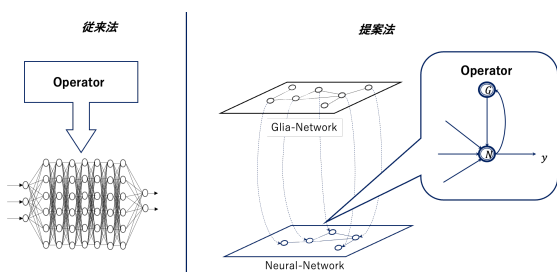 従来法
Operator
提案法
Glia-Network
Neural-Network
Operator
G
N
y